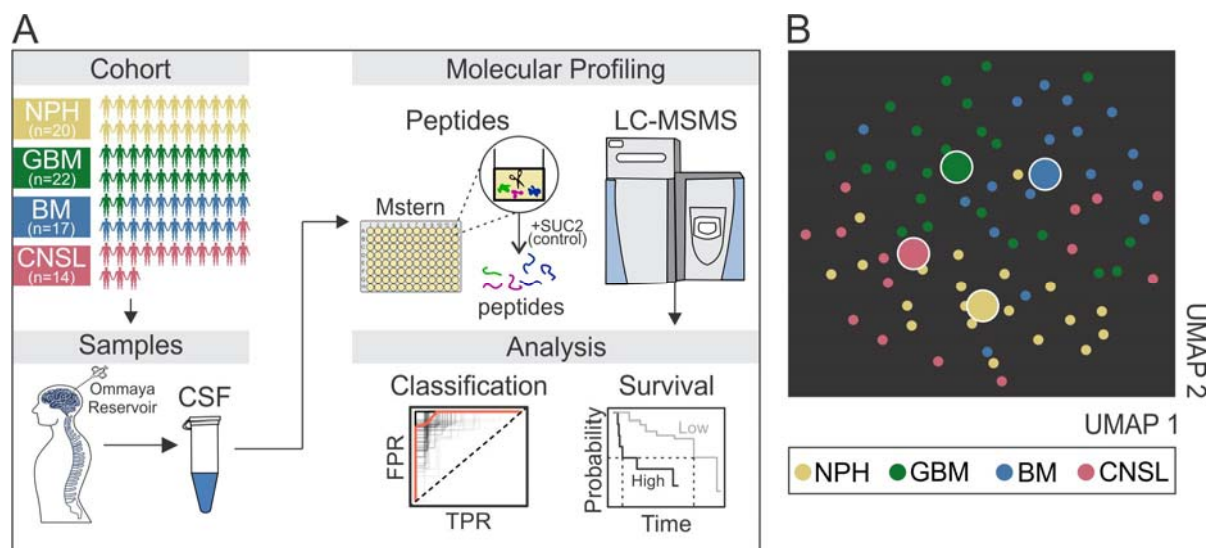 A
Cohort
NPH
(n=20)
GBM
(n=22)
BM
(n=17)
CNSL
(n=14)
Samples
Ommaya
Reservoir
CSF
Molecular Profiling
Peptides
Mstern
+SUC2
(control)
peptides
LC-MSMS
Analysis
Classification
FPR
TPR
Survival
Probability
Low
High
Time
B
UMAP 2
UMAP 1
NPH GBM BM CNSL